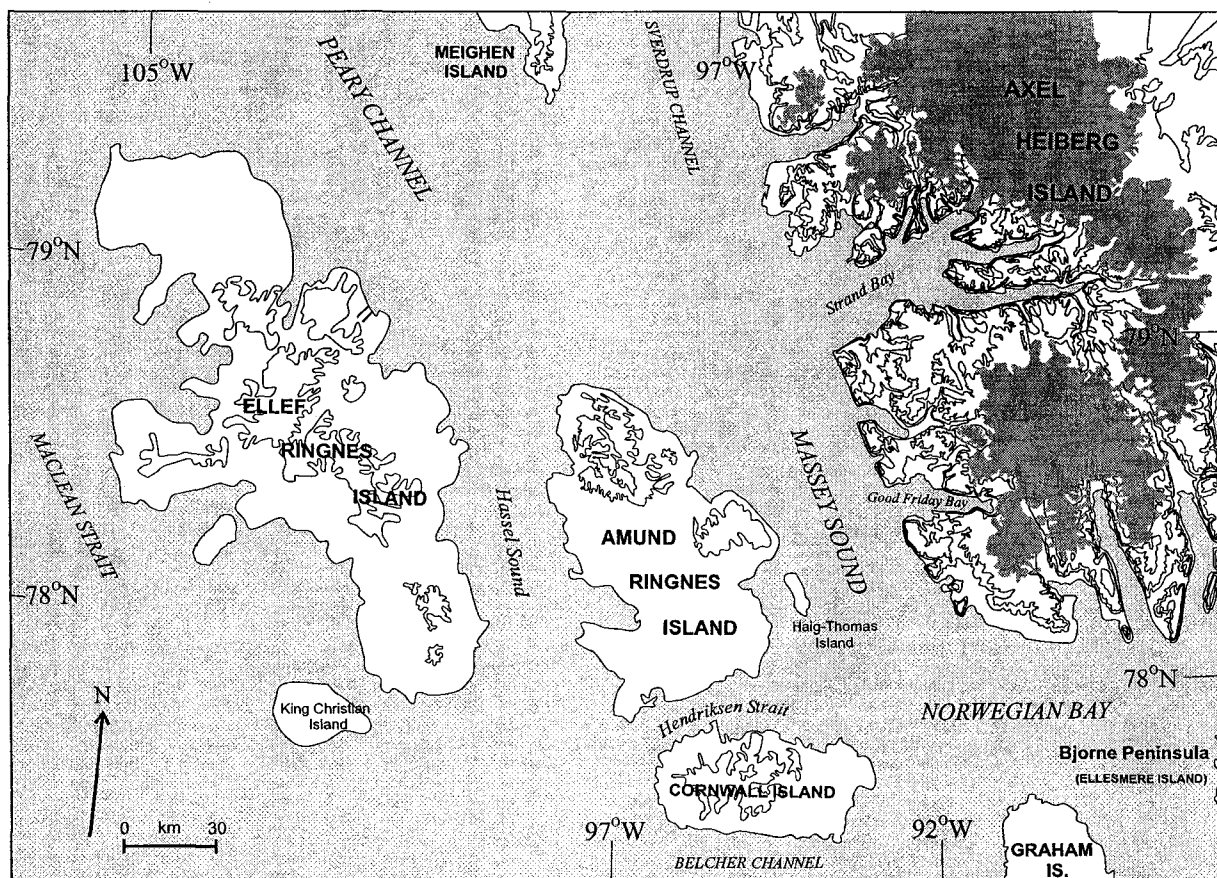 105°W
PEARY CHANNEL
MEIGHEN
ISLAND
SVERDRUP CHANNEL
97°W
AXEL
HEIBERG
ISLAND
79°N
Strand Bay
79°N
ELLEF
RINGNES
ISLAND
MACLEAN STRAIT
Hassel Sound
MASSEY SOUND
Good Friday Bay
AMUND
RINGNES
ISLAND
78°N
Haig-Thomas
Island
78°N
N
King Christian
Island
Hendriksen Strait
NORWEGIAN BAY
Bjorne Peninsula
(ELLESMERE ISLAND)
CORNWALL ISLAND
0 km 30
97°W
92°W
BELCHER CHANNEL
GRAHAM
IS.